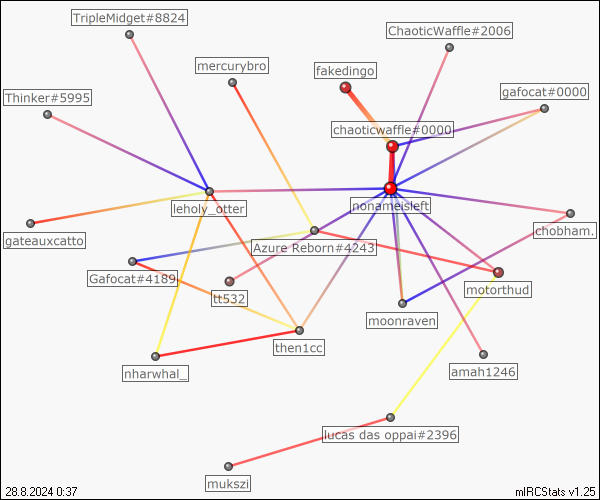 TripleMidget#8824
ChaoticWaffle#2006
mercurybro
fakedingo
Thinker#5995
gafocat#0000
chaoticwaffle#0000
leholy_otter
nonameisleft
gateauxcatto
Azure Reborn#4243
chobham.
Gafocat#4189
tt532
motorthud
moonraven
then1cc
nharwhal_
amah1246
lucas das oppai#2396
mukszi
28.8.2024 0:37
mIRCStats v1.25